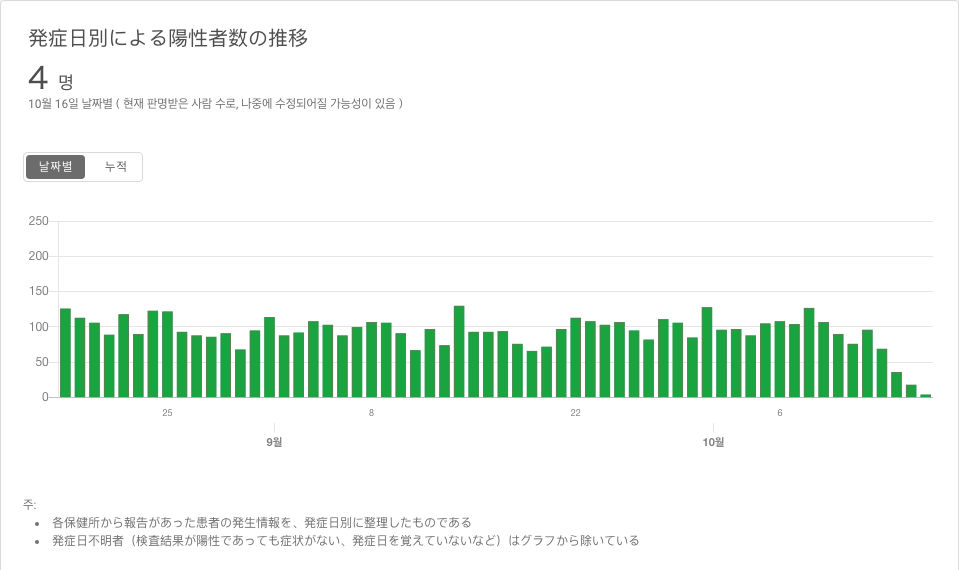 発症日別による陽性者数の推移
4 명
10월 16일 날짜별 ( 현재 판명받은 사람 수로, 나중에 수정되어질 가능성이 있음 )
날짜별 누적
250
200
150
100
50
0
25 8 22 6
9월 10월
주:
• 各保健所から報告があった患者の発生情報を、発症日別に整理したものである
• 発症日不明者（検査結果が陽性であっても症状がない、発症日を覚えていないなど）はグラフから除いている